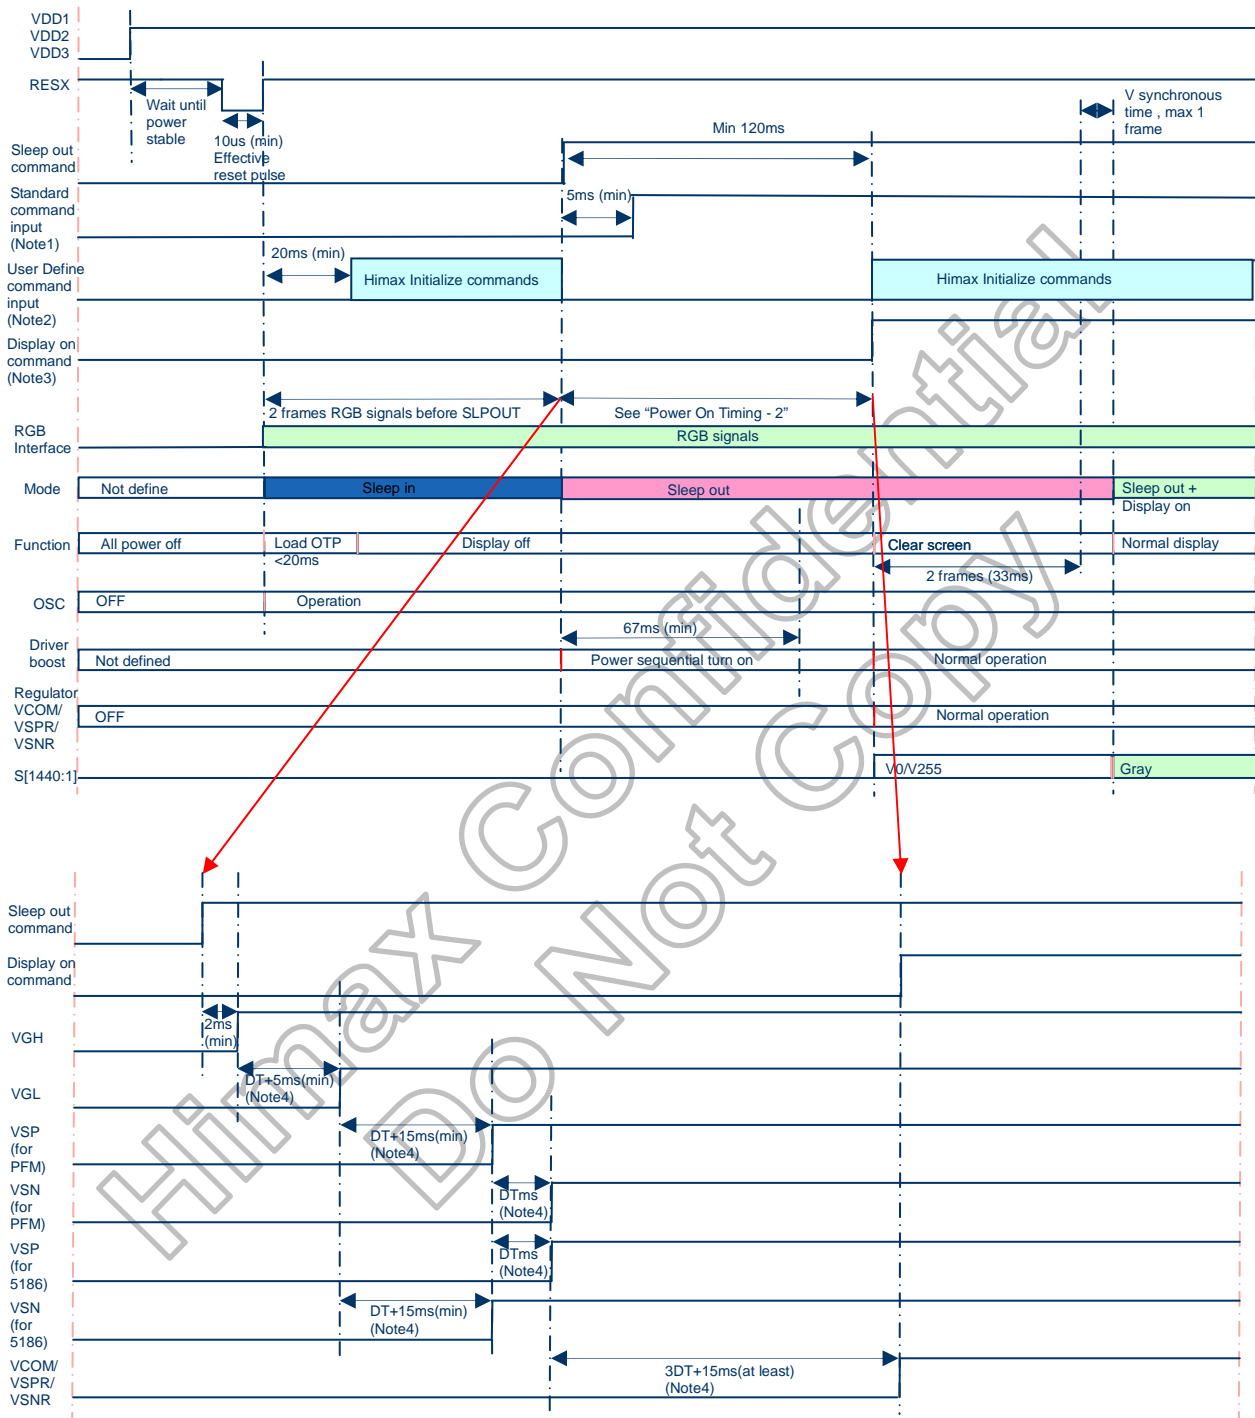 VDD1
VDD2
VDD3
RESX
Wait until
power
stable
10us (min)
Effective
reset pulse
V synchronous
time , max 1
frame
Min 120ms
Sleep out
command
Standard
command
input
(Note1)
5ms (min)
20ms (min)
User Define
command
input
(Note2)
Himax Initialize commands
Himax Initialize commands
Display on
command
(Note3)
2 frames RGB signals before SLPOUT
See “Power On Timing - 2”
RGB
Interface
RGB signals
Mode
Not define
Sleep in
Sleep out
Sleep out +
Display on
Function
All power off
Load OTP
<20ms
Display off
Clear screen
Normal display
2 frames (33ms)
OSC
OFF
Operation
67ms (min)
Driver
boost
Not defined
Power sequential turn on
Normal operation
Regulator
VCOM/
VSPR/
VSNR
OFF
Normal operation
S[1440:1]
V0/V255
Gray
Sleep out
command
Display on
command
2ms
(min)
VGH
DT+5ms(min)
(Note4)
VGL
VSP
(for
PFM)
DT+15ms(min)
(Note4)
VSN
(for
PFM)
DTms
(Note4)
VSP
(for
5186)
DTms
(Note4)
VSN
(for
5186)
DT+15ms(min)
(Note4)
VCOM/
VSPR/
VSNR
3DT+15ms(at least)
(Note4)
Himax Confidential
Do Not Copy